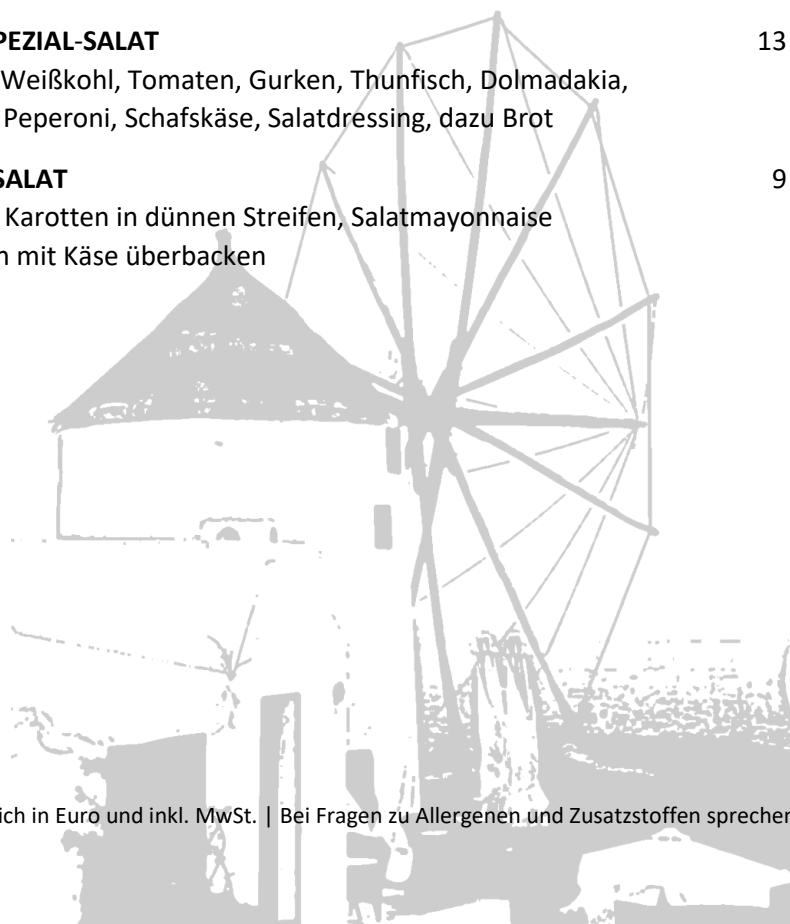 PEZIAL-SALAT 13
Weißkohl, Tomaten, Gurken, Thunfisch, Dolmadakia,
Peperoni, Schafskäse, Salatdressing, dazu Brot
SALAT 9
Karotten in dünnen Streifen, Salatmayonnaise
n mit Käse überbacken
ich in Euro und inkl. MwSt. | Bei Fragen zu Allergenen und Zusatzstoffen sprechen